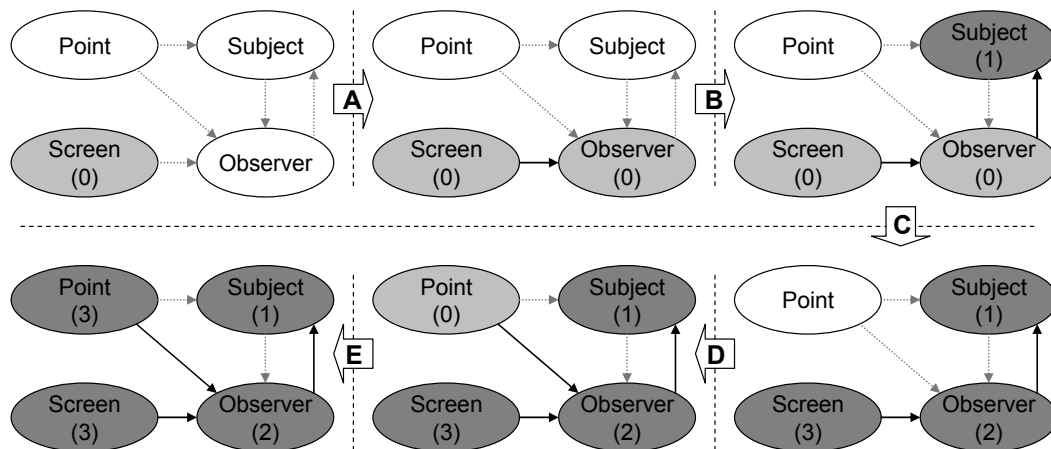 Point Subject
Screen
(0)
Observer
A
Point Subject
Screen
(0)
Observer
(0)
B
Point Subject
(1)
Screen
(0)
Observer
(0)
C
Point
(3)
Subject
(1)
Screen
(3)
Observer
(2)
E
Point
(0)
Subject
(1)
Screen
(3)
Observer
(2)
D
Point Subject
(1)
Screen
(3)
Observer
(2)